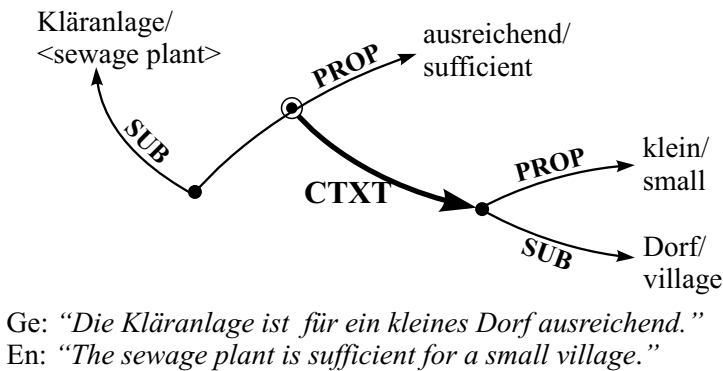 Kläranlage/
<sewage plant>
ausreichend/
sufficient
PROP
SUB
klein/
small
PROP
CTXT
SUB
Dorf/
village
Ge: “Die Kläranlage ist für ein kleines Dorf ausreichend.”
En: “The sewage plant is sufficient for a small village.”